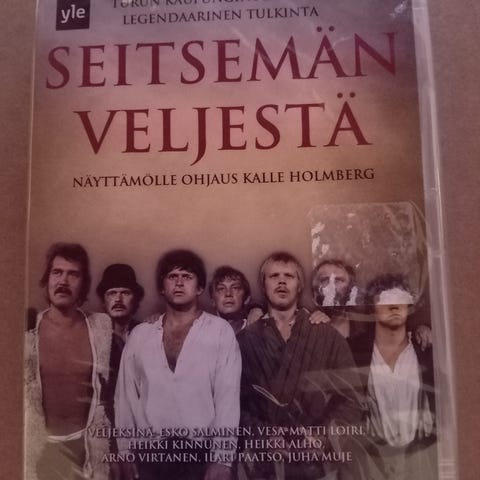 yle
TURUN
LEGENDAARINEN TULKINTA
SEITSEMÄN
VELJESTÄ
NÄYTTÄMÖLLE OHJAUS KALLE HOLMBERG
VELJEKSINÄ ESKO SALMINEN, VESA-MATTI LOIRI,
HEIKKI KINNUNEN, HEIKKI ALHO,
ARNO VIRTANEN, ILARI PAATSO, JUHA MUJE